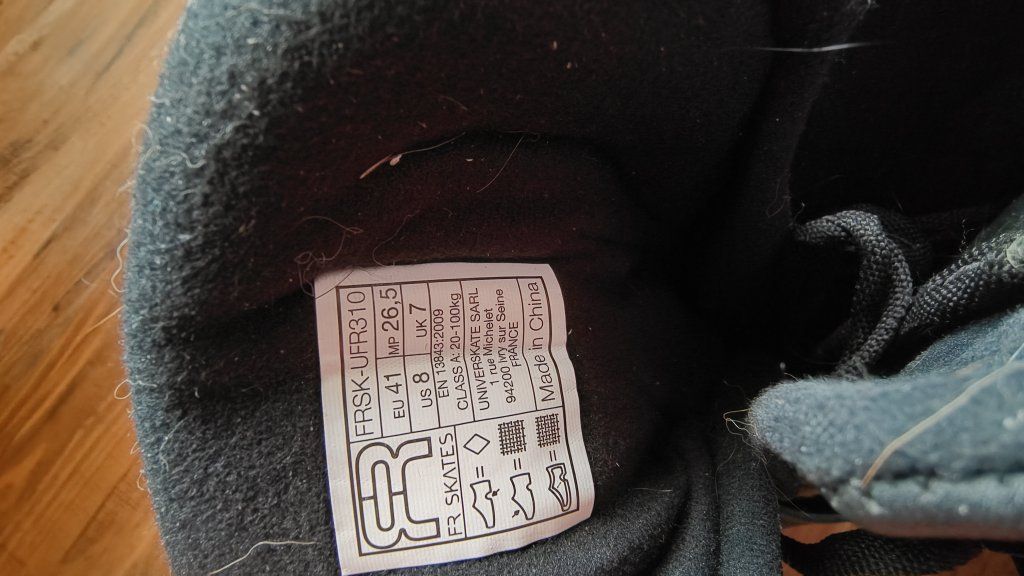 FRSK-UFR310
EU 41 MP 26,5
US 8 UK 7
EN 13843:2009
CLASS A: 20-100kg
UNIVERSKATE SARL
1 rue Michelet
94200 Ivry sur Seine
FRANCE
Made in China
FR SKATES
=
=
=